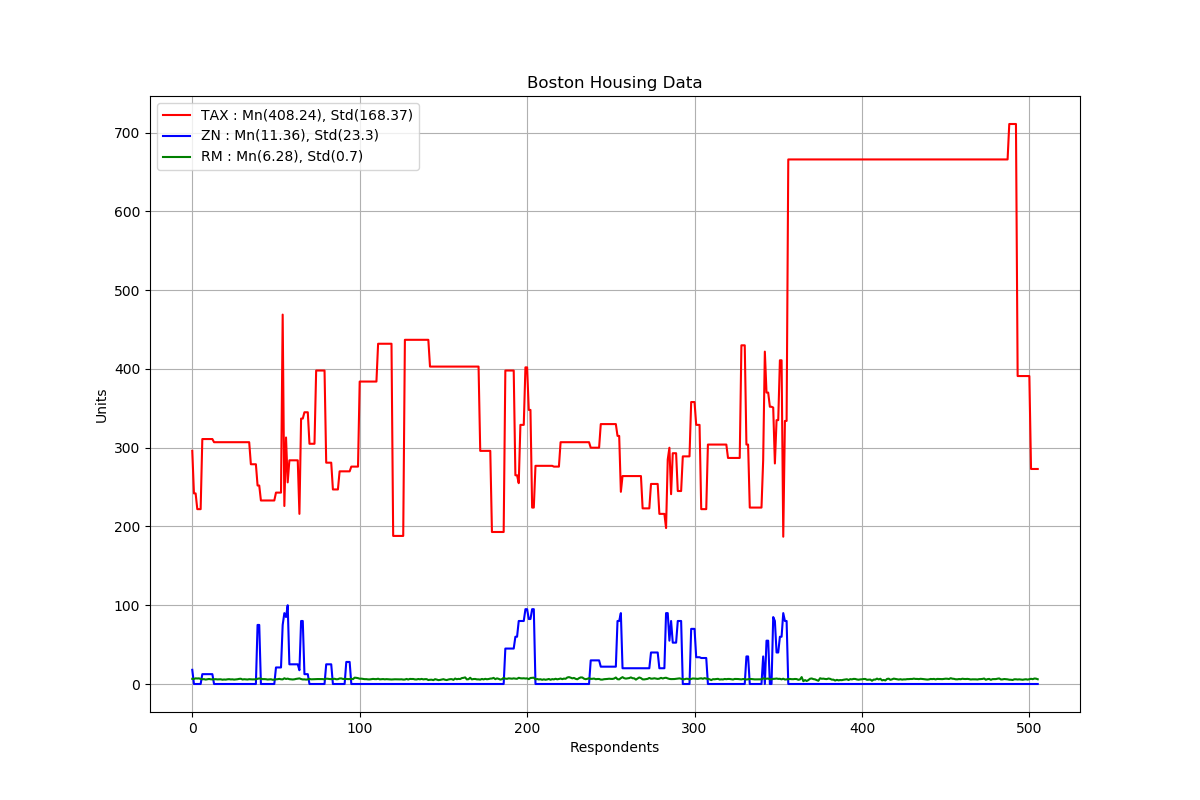 Boston Housing Data
TAX : Mn(408.24), Std(168.37)
ZN : Mn(11.36), Std(23.3)
RM : Mn(6.28), Std(0.7)
700
600
500
400
300
200
100
0
Units
0 100 200 300 400 500
Respondents